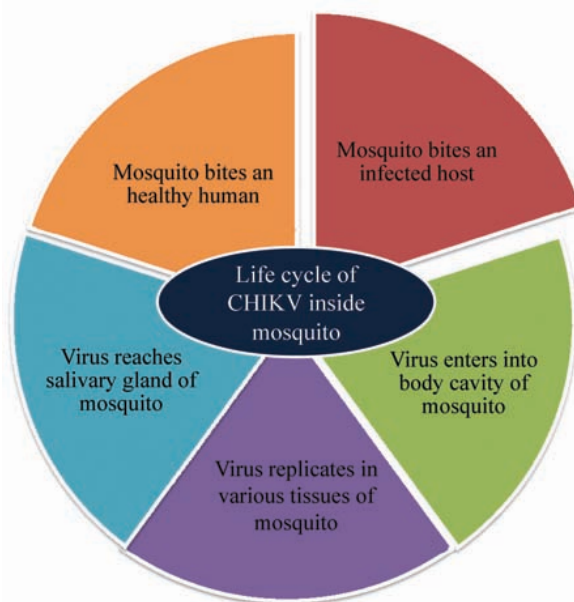 Mosquito bites an
healthy human
Mosquito bites an
infected host
Life cycle of
CHIKV inside
mosquito
Virus reaches
salivary gland of
mosquito
Virus enters into
body cavity of
mosquito
Virus replicates in
various tissues of
mosquito